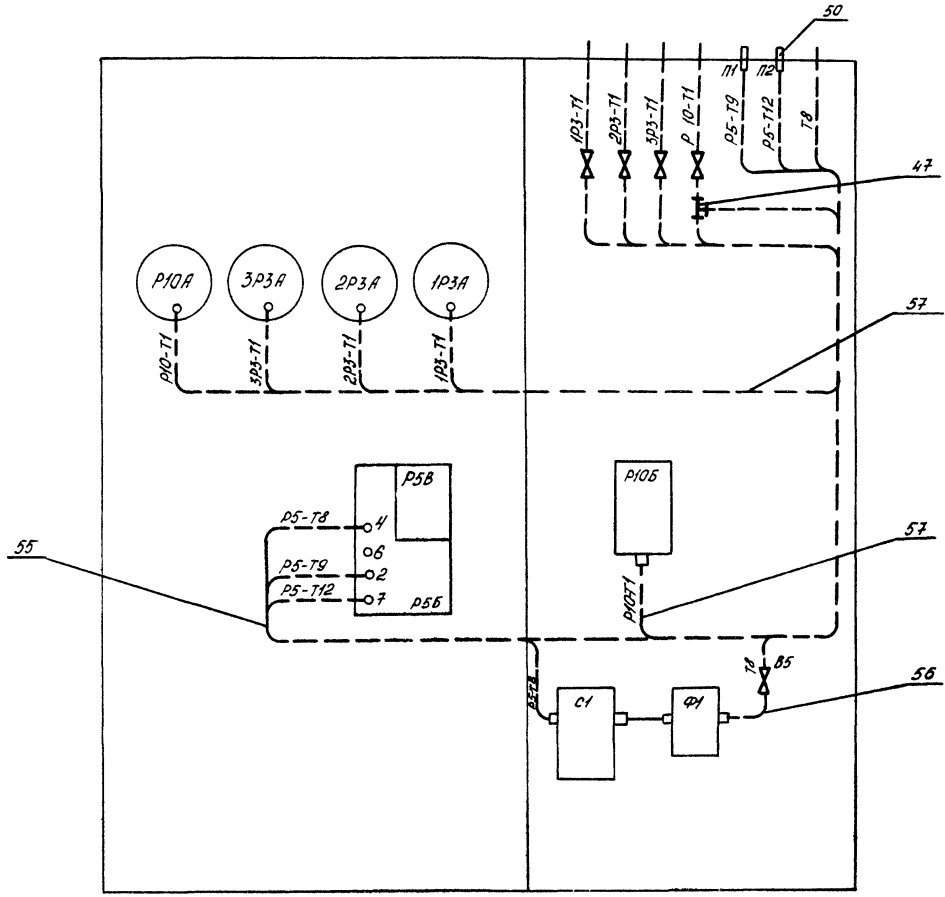 50
П1
П2
1Р3-Т1
2Р3-Т1
3Р3-Т1
Р 10-Т1
Р5-Т9
Р5-Т12
Т8
47
Р10А
3Р3А
2Р3А
1Р3А
57
Р10-Т1
3Р3-Т1
2Р3-Т1
1Р3-Т1
Р5В
Р10Б
Р5-Т8
4
55
6
57
Р5-Т9
2
Р5-Т12
7
Р5Б
Р10-Т1
Т8
В5
56
Р5-Т8
С1
Ф1